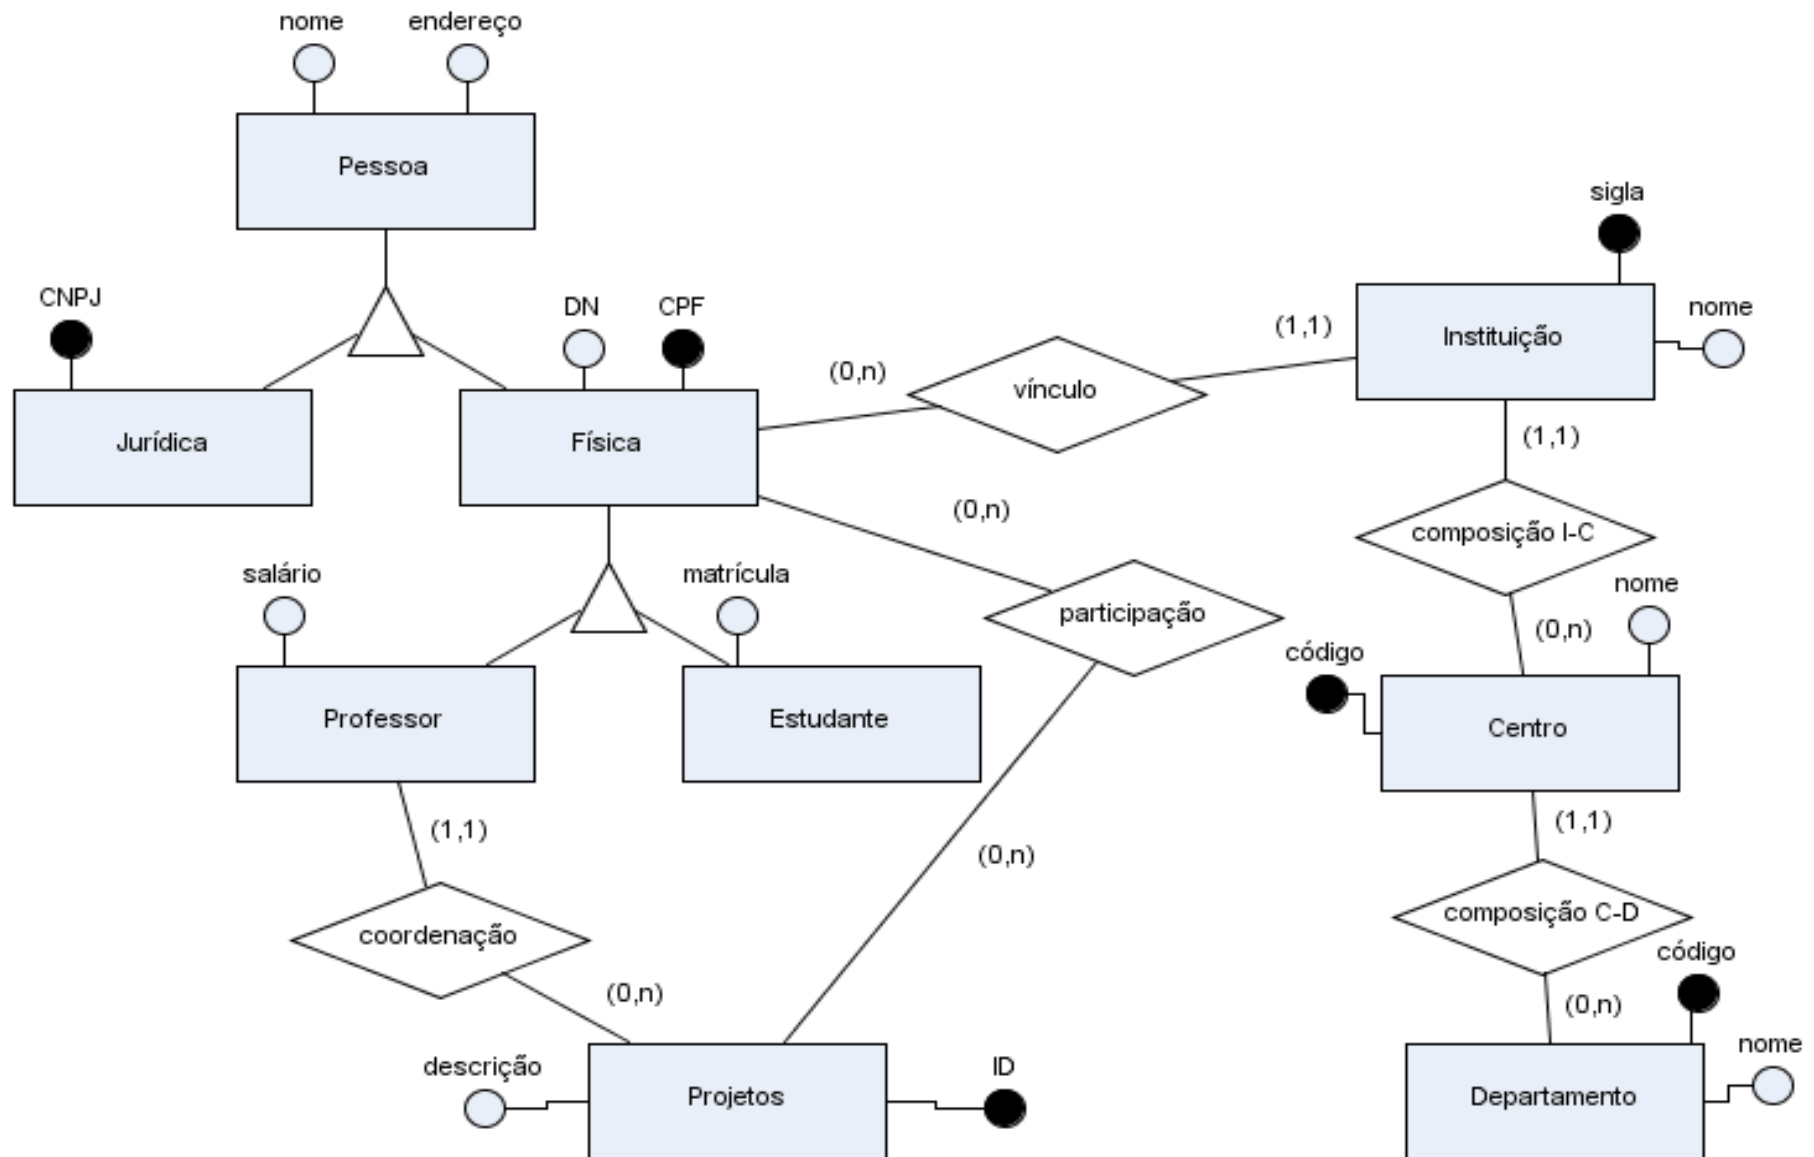 nome
endereço
Pessoa
sigla
CNPJ
DN
CPF
nome
(1,1)
Instituição
(0,n)
vínculo
Jurídica
Física
(1,1)
(0,n)
composição I-C
salário
matrícula
nome
participação
(0,n)
código
Professor
Estudante
Centro
(1,1)
(1,1)
(0,n)
composição C-D
coordenação
código
(0,n)
(0,n)
nome
descrição
ID
Projetos
Departamento